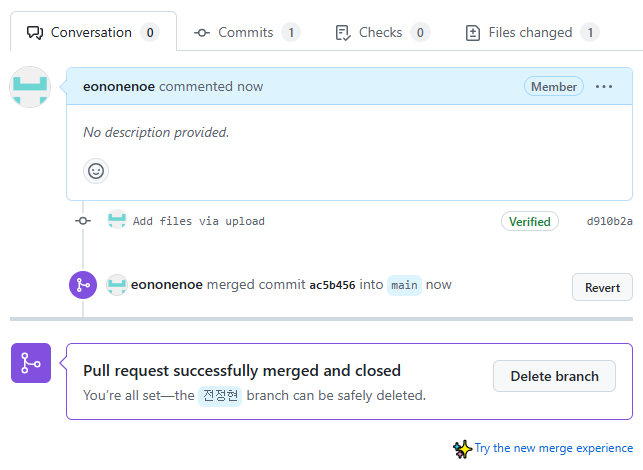 Conversation 0 Commits 1 Checks 0 Files changed 1
eononenoe commented now Member
No description provided.
Add files via upload Verified d910b2a
eononenoe merged commit ac5b456 into main now Revert
Pull request successfully merged and closed
Delete branch
You're all set—the 전정현 branch can be safely deleted.
Try the new merge experience